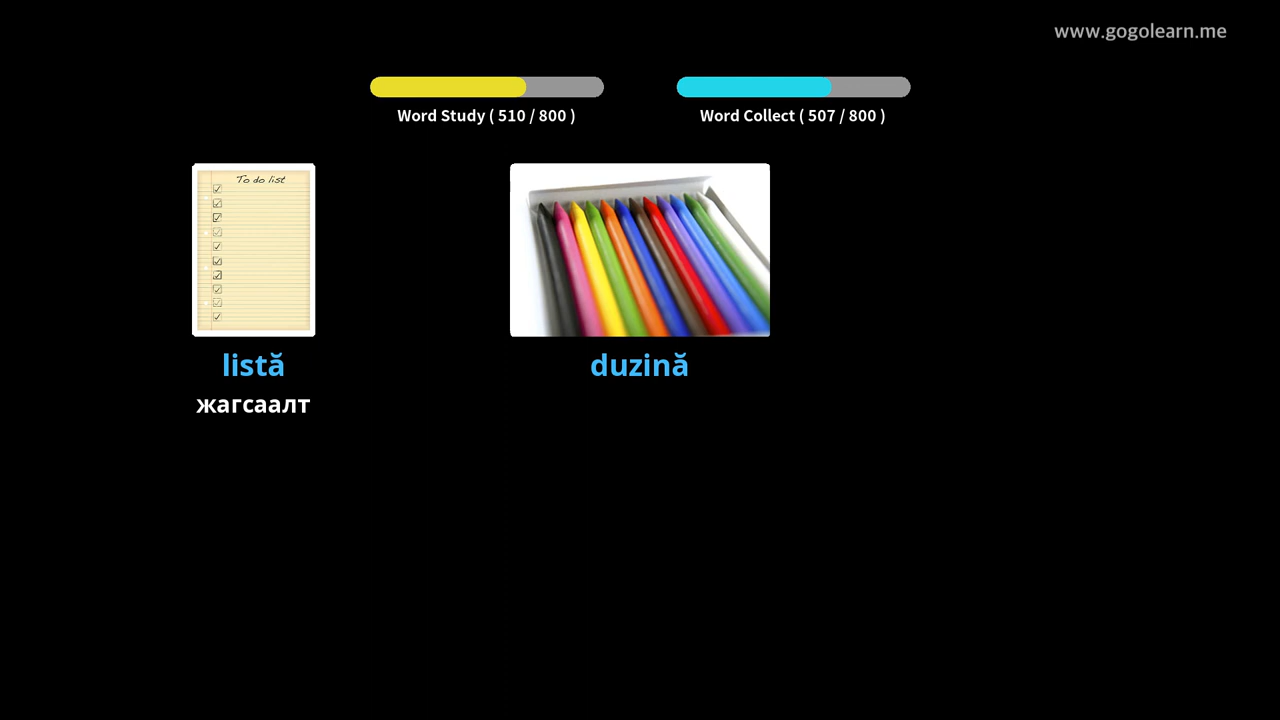 www.gogolearn.me
Word Study ( 510 / 800 )
Word Collect ( 507 / 800 )
To do list
listă
duzină
жагсаалт